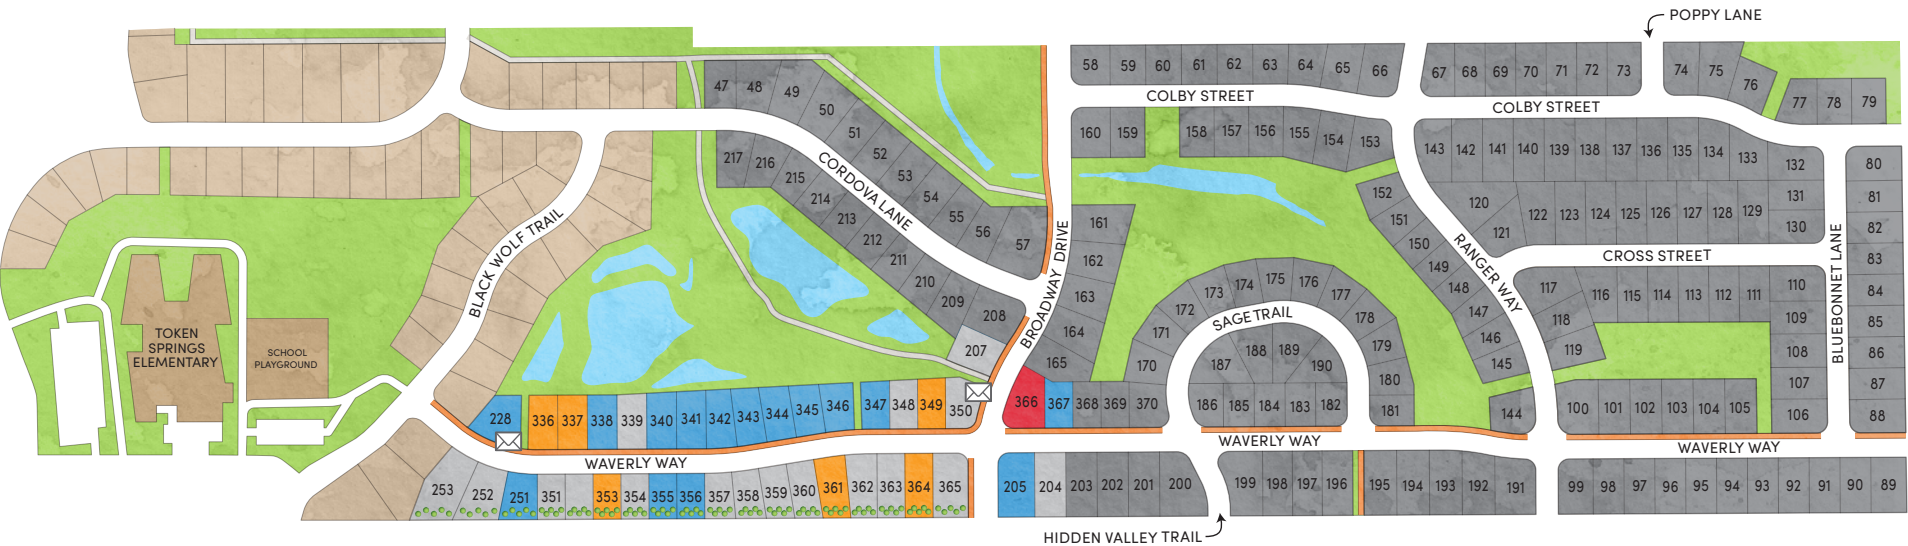 POPPY LANE
58 59 60 61 62 63 64 65 66
67 68 69 70 71 72 73
74 75 76
77 78 79
COLBY STREET
COLBY STREET
47 48 49 50 51 52 53 54 55 56 57
160 159
158 157 156 155 154 153
143 142 141 140 139 138 137 136 135 134 133 132
131
130
217 216 215 214 213 212 211 210 209 208
207
CORDOVA LANE
BROADWAY DRIVE
161
162
163
164
165
152
151
150
149
148
147
146
145
144
RANGER WAY
120
121
122 123 124 125 126 127 128 129
CROSS STREET
BLUEBONNET LANE
80
81
82
83
84
85
86
87
88
117
118
119
116 115 114 113 112 111
110
109
108
107
106
100 101 102 103 104 105
BLACK WOLF TRAIL
TOKEN
SPRINGS
ELEMENTARY
SCHOOL
PLAYGROUND
170 171 172 173 174 175 176 177 178 179 180 181
SAGE TRAIL
187 188 189 190
186 185 184 183 182
228
336 337 338 339 340 341 342 343 344 345 346
347 348 349 350
366 367 368 369 370
WAVERLY WAY
WAVERLY WAY
WAVERLY WAY
253 252 251 351 353 354 355 356 357 358 359 360 361 362 363 364 365
205 204 203 202 201 200
199 198 197 196
195 194 193 192 191
99 98 97 96 95 94 93 92 91 90 89
HIDDEN VALLEY TRAIL